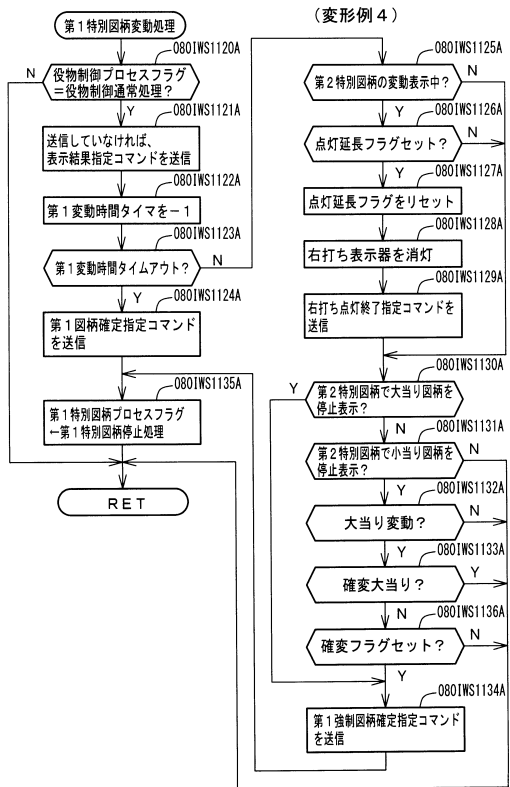 (変形例4)
第1特別図柄変動処理
080IWS1120A
役物制御プロセスフラグ
=役物制御通常処理?
N
Y
080IWS1121A
送信していなければ、
表示結果指定コマンドを送信
080IWS1122A
第1変動時間タイマを-1
080IWS1123A
第1変動時間タイムアウト?
N
Y
080IWS1124A
第1図柄確定指定コマンド
を送信
080IWS1135A
第1特別図柄プロセスフラグ
←第1特別図柄停止処理
RET
080IWS1125A
第2特別図柄の変動表示中?
N
Y
080IWS1126A
点灯延長フラグセット?
N
Y
080IWS1127A
点灯延長フラグをリセット
080IWS1128A
右打ち表示器を消灯
080IWS1129A
右打ち点灯終了指定コマンドを
送信
080IWS1130A
第2特別図柄で大当り図柄を
停止表示?
Y
N
080IWS1131A
第2特別図柄で小当り図柄を
停止表示?
N
Y
080IWS1132A
大当り変動?
N
Y
080IWS1133A
確変大当り?
Y
N
080IWS1136A
確変フラグセット?
N
Y
080IWS1134A
第1強制図柄確定指定コマンド
を送信